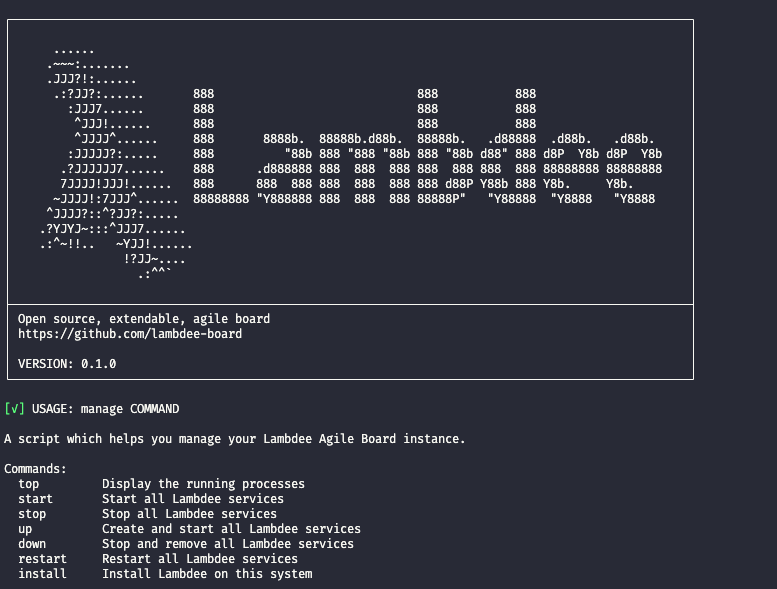 ......
     .~~~:.......
     .JJJ?!:......
      .:?JJ?:......       888                             888           888
        :JJJ7......       888                             888           888
         ^JJJ!......      888                             888           888
         ^JJJJ^......     888       8888b.  88888b.d88b.  88888b.   .d88888  .d88b.   .d88b.
        :JJJJJ?:.....     888          "88b 888 "888 "88b 888 "88b d88" 888 d8P  Y8b d8P  Y8b
       .?JJJJJJ7......    888      .d888888 888  888  888 888  888 888  888 88888888 88888888
       7JJJJ!JJJ!......   888      888  888 888  888  888 888 d88P Y88b 888 Y8b.     Y8b.
      ~JJJJ!:7JJJ^......  88888888 "Y888888 888  888  888 88888P"   "Y88888  "Y8888   "Y8888
     ^JJJJ?::^?JJ?:.....
    .?YJYJ~:::^JJJ7......
    .:^~!!..   ~YJJ!......
                !?JJ~....
                  .:^^`
Open source, extendable, agile board
https://github.com/lambdee-board
VERSION: 0.1.0
[√] USAGE: manage COMMAND
A script which helps you manage your Lambdee Agile Board instance.
Commands:
  top         Display the running processes
  start       Start all Lambdee services
  stop        Stop all Lambdee services
  up          Create and start all Lambdee services
  down        Stop and remove all Lambdee services
  restart     Restart all Lambdee services
  install     Install Lambdee on this system